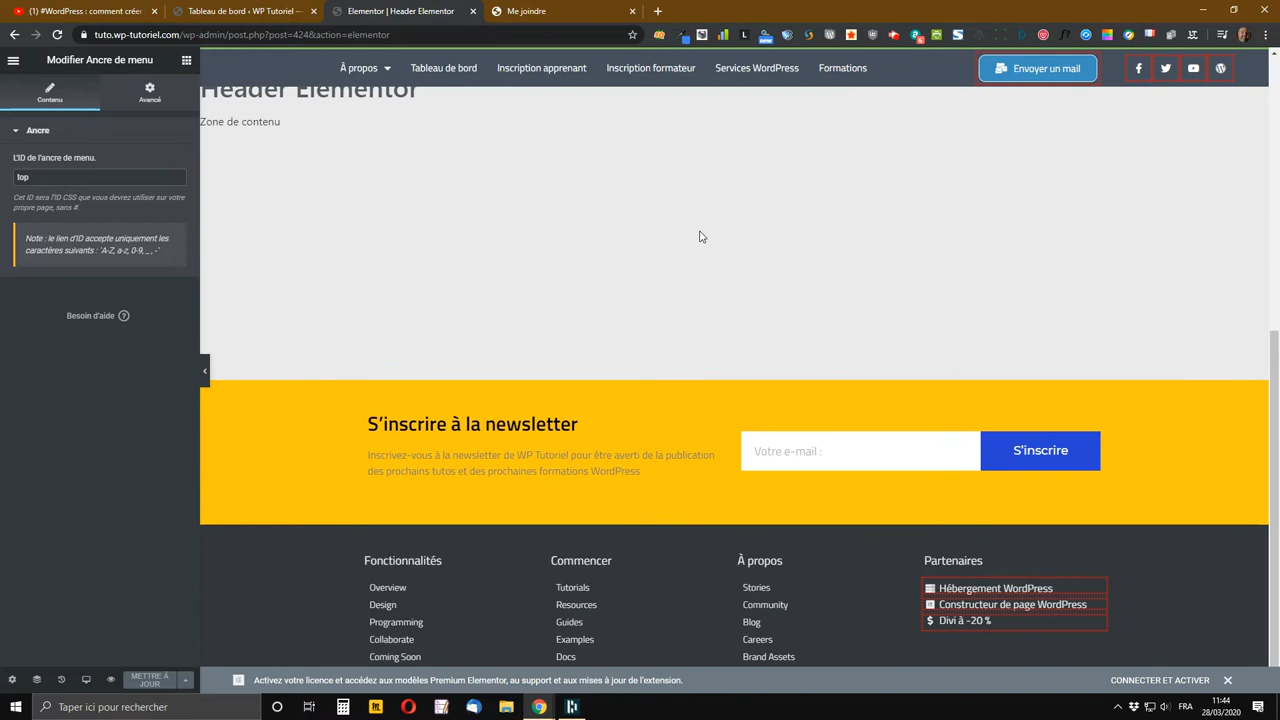 (1) #WordPress : comment créer
Tableau de bord ‹ WP Tutoriel —
Header Elementor
Me joindre
tuto.wp-tutoriel.com/wp-admin/post.php?post=424&action=elementor
Modifier Ancre de menu
À propos
Tableau de bord
Inscription apprenant
Inscription formateur
Services WordPress
Formations
Envoyer un mail
Contenu
Avancé
Header Elementor
Zone de contenu
Ancre
L'ID de l'ancre de menu.
top
Cet ID sera l'ID CSS que vous devrez utiliser sur votre
propre page, sans #.
Note : le lien d'ID accepte uniquement les
caractères suivants : `A-Z, a-z, 0-9, _ , -`
Besoin d'aide
S'inscrire à la newsletter
Inscrivez-vous à la newsletter de WP Tutoriel pour être averti de la publication
des prochains tutos et des prochaines formations WordPress
Votre e-mail :
S'inscrire
Fonctionnalités
Overview
Design
Programming
Collaborate
Coming Soon
Commencer
Tutorials
Resources
Guides
Examples
Docs
À propos
Stories
Community
Blog
Careers
Brand Assets
Partenaires
Hébergement WordPress
Constructeur de page WordPress
Divi à -20 %
METTRE À
JOUR
Activez votre licence et accédez aux modèles Premium Elementor, au support et aux mises à jour de l'extension.
CONNECTER ET ACTIVER
Taper ici pour rechercher
FRA
11:44
28/03/2020